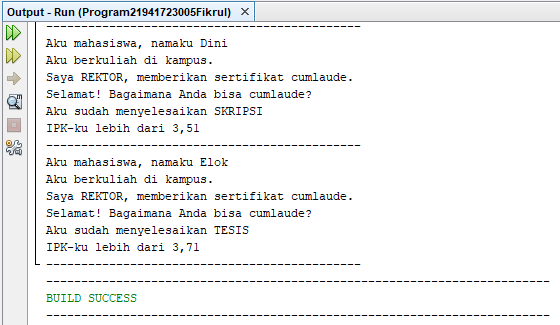 Output - Run (Program21941723005Fikrul) ×
---------------------------------------------
Aku mahasiswa, namaku Dini
Aku berkuliah di kampus.
Saya REKTOR, memberikan sertifikat cumlaude.
Selamat! Bagaimana Anda bisa cumlaude?
Aku sudah menyelesaikan SKRIPSI
IPK-ku lebih dari 3,51
---------------------------------------------
Aku mahasiswa, namaku Elok
Aku berkuliah di kampus.
Saya REKTOR, memberikan sertifikat cumlaude.
Selamat! Bagaimana Anda bisa cumlaude?
Aku sudah menyelesaikan TESIS
IPK-ku lebih dari 3,71
---------------------------------------------
------------------------------------------------------------------------
BUILD SUCCESS
------------------------------------------------------------------------